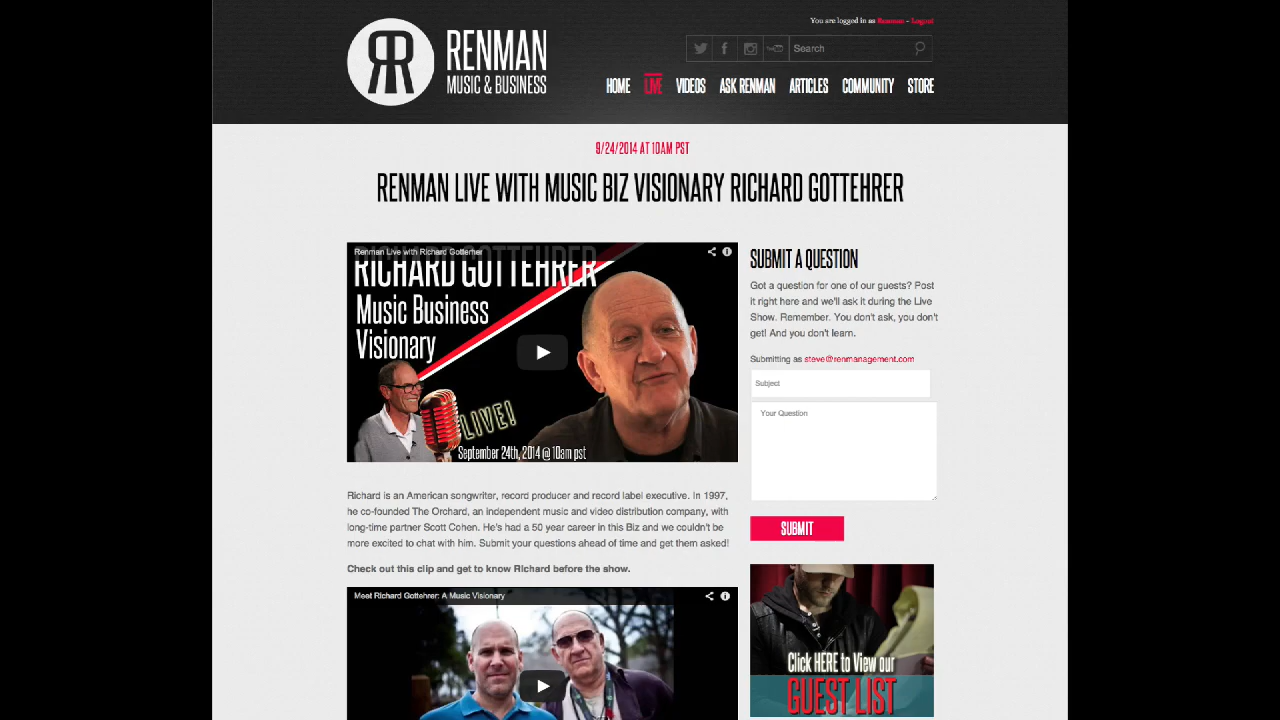 You are logged in as Renman - Logout
RENMAN
MUSIC & BUSINESS
Search
HOME LIVE VIDEOS ASK RENMAN ARTICLES COMMUNITY STORE
9/24/2014 AT 10AM PST
RENMAN LIVE WITH MUSIC BIZ VISIONARY RICHARD GOTTEHRER
Renman Live with Richard Gotterher
RICHARD GOTTEHRER
Music Business
Visionary
LIVE!
September 24th, 2014 @ 10am pst
Richard is an American songwriter, record producer and record label executive. In 1997,
he co-founded The Orchard, an independent music and video distribution company, with
long-time partner Scott Cohen. He's had a 50 year career in this Biz and we couldn't be
more excited to chat with him. Submit your questions ahead of time and get them asked!
Check out this clip and get to know Richard before the show.
Meet Richard Gottehrer: A Music Visionary
SUBMIT A QUESTION
Got a question for one of our guests? Post
it right here and we'll ask it during the Live
Show. Remember. You don't ask, you don't
get! And you don't learn.
Submitting as steve@renmanagement.com
Subject
Your Question
SUBMIT
Click HERE to View our
GUEST LIST